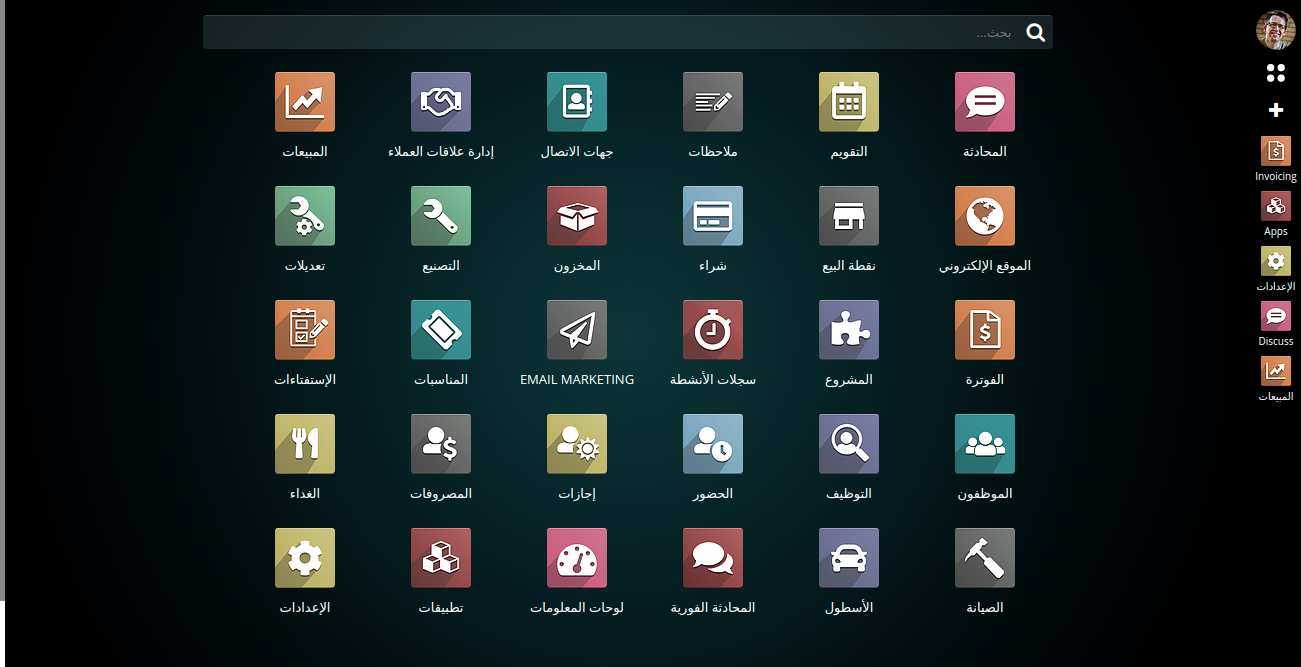 بحث...
المحادثة
التقويم
ملاحظات
جهات الاتصال
إدارة علاقات العملاء
المبيعات
الموقع الإلكتروني
نقطة البيع
شراء
المخزون
التصنيع
تعديلات
الفوترة
المشروع
سجلات الأنشطة
EMAIL MARKETING
المناسبات
الإستفتاءات
الموظفون
التوظيف
الحضور
إجازات
المصروفات
الغداء
الصيانة
الأسطول
المحادثة الفورية
لوحات المعلومات
تطبيقات
الإعدادات
Invoicing
Apps
الإعدادات
Discuss
المبيعات